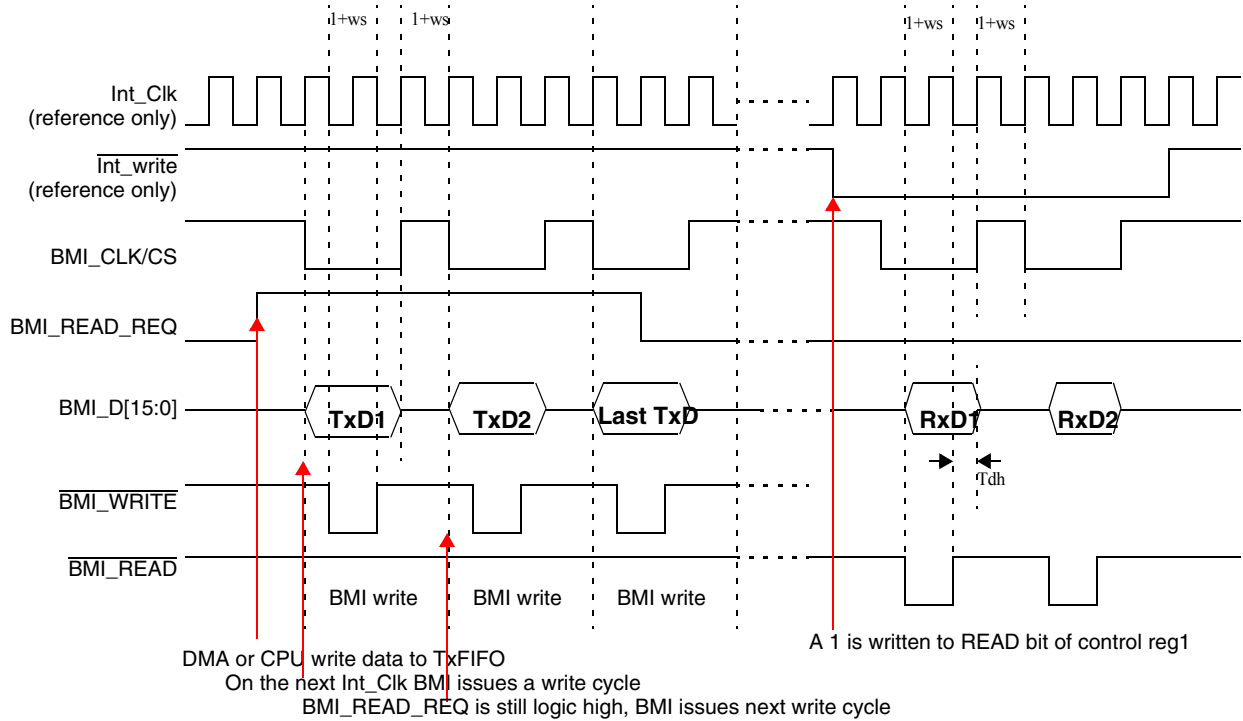 1+ws 1+ws 1+ws 1+ws
Int_Clk
(reference only)
Int_write
(reference only)
BMI_CLK/CS
BMI_READ_REQ
BMI_D[15:0] TxD1 TxD2 Last TxD RxD1 RxD2
Tdh
BMI_WRITE
BMI_READ
BMI write BMI write BMI write
A 1 is written to READ bit of control reg1
DMA or CPU write data to TxFIFO
On the next Int_Clk BMI issues a write cycle
BMI_READ_REQ is still logic high, BMI issues next write cycle